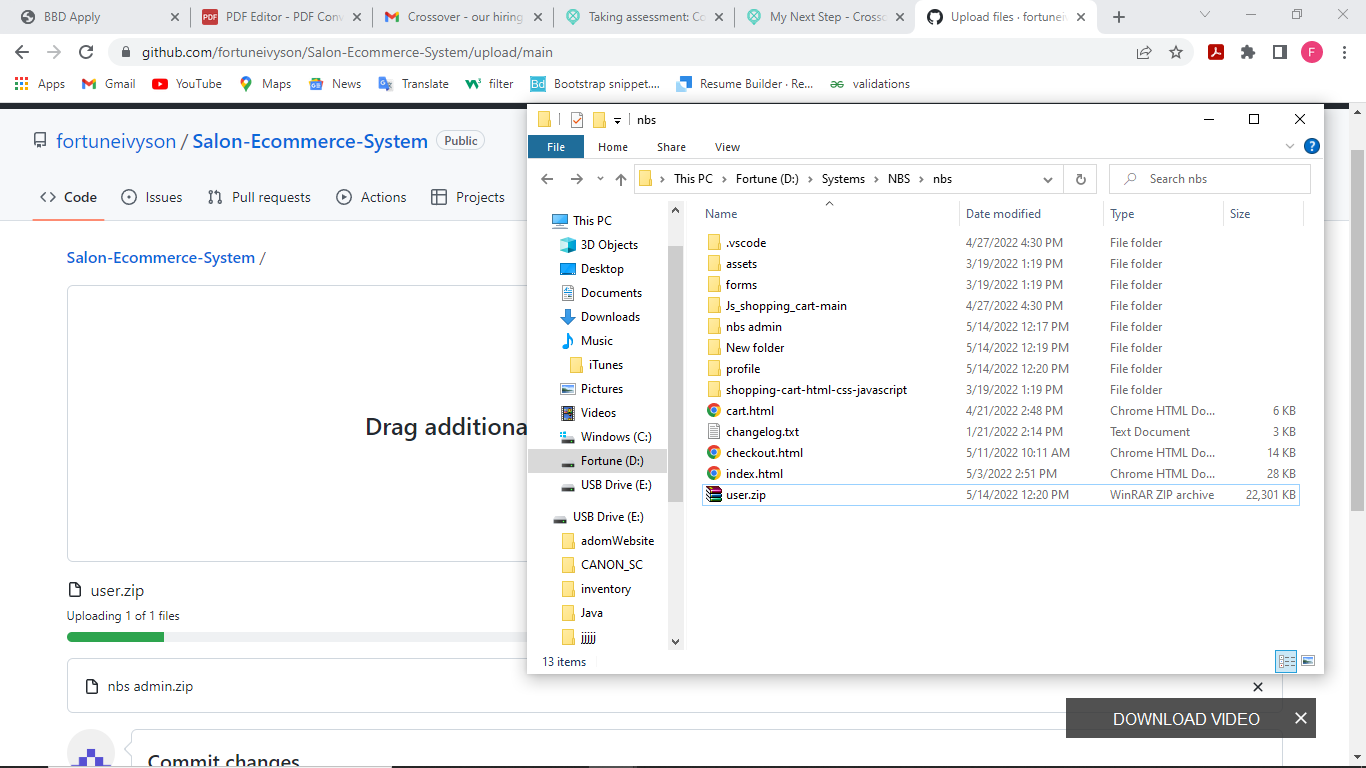 BBD Apply
PDF Editor - PDF Conv
Crossover - our hiring
Taking assessment: Co
My Next Step - Crossc
Upload files · fortunei
github.com/fortuneivyson/Salon-Ecommerce-System/upload/main
F
Apps
Gmail
YouTube
Maps
News
Translate
filter
Bd Bootstrap snippet....
Resume Builder · Re...
validations
fortuneivyson / Salon-Ecommerce-System Public
Code
Issues
Pull requests
Actions
Projects
Salon-Ecommerce-System /
Drag additiona
user.zip
Uploading 1 of 1 files
nbs admin.zip
Commit changes
nbs
File Home Share View
This PC > Fortune (D:) > Systems > NBS > nbs
Search nbs
This PC
3D Objects
Desktop
Documents
Downloads
Music
iTunes
Pictures
Videos
Windows (C:)
Fortune (D:)
USB Drive (E:)
USB Drive (E:)
adomWebsite
CANON_SC
inventory
Java
jjjjj
Name Date modified Type Size
.vscode 4/27/2022 4:30 PM File folder
assets 3/19/2022 1:19 PM File folder
forms 3/19/2022 1:19 PM File folder
Js_shopping_cart-main 4/27/2022 4:30 PM File folder
nbs admin 5/14/2022 12:17 PM File folder
New folder 5/14/2022 12:19 PM File folder
profile 5/14/2022 12:20 PM File folder
shopping-cart-html-css-javascript 3/19/2022 1:19 PM File folder
cart.html 4/21/2022 2:48 PM Chrome HTML Do... 6 KB
changelog.txt 1/21/2022 2:14 PM Text Document 3 KB
checkout.html 5/11/2022 10:11 AM Chrome HTML Do... 14 KB
index.html 5/3/2022 2:51 PM Chrome HTML Do... 28 KB
user.zip 5/14/2022 12:20 PM WinRAR ZIP archive 22,301 KB
13 items
DOWNLOAD VIDEO